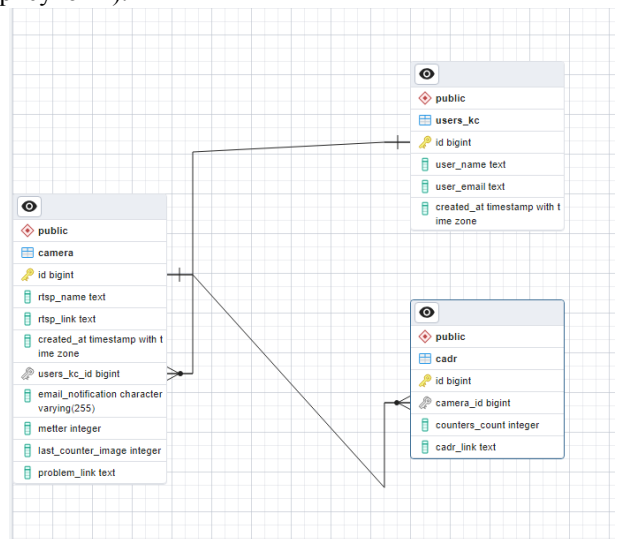 public
users_kc
id bigint
user_name text
user_email text
created_at timestamp with t
ime zone
public
camera
id bigint
rtsp_name text
rtsp_link text
created_at timestamp with t
ime zone
users_kc_id bigint
email_notification character
varying(255)
metter integer
last_counter_image integer
problem_link text
public
cadr
id bigint
camera_id bigint
counters_count integer
cadr_link text